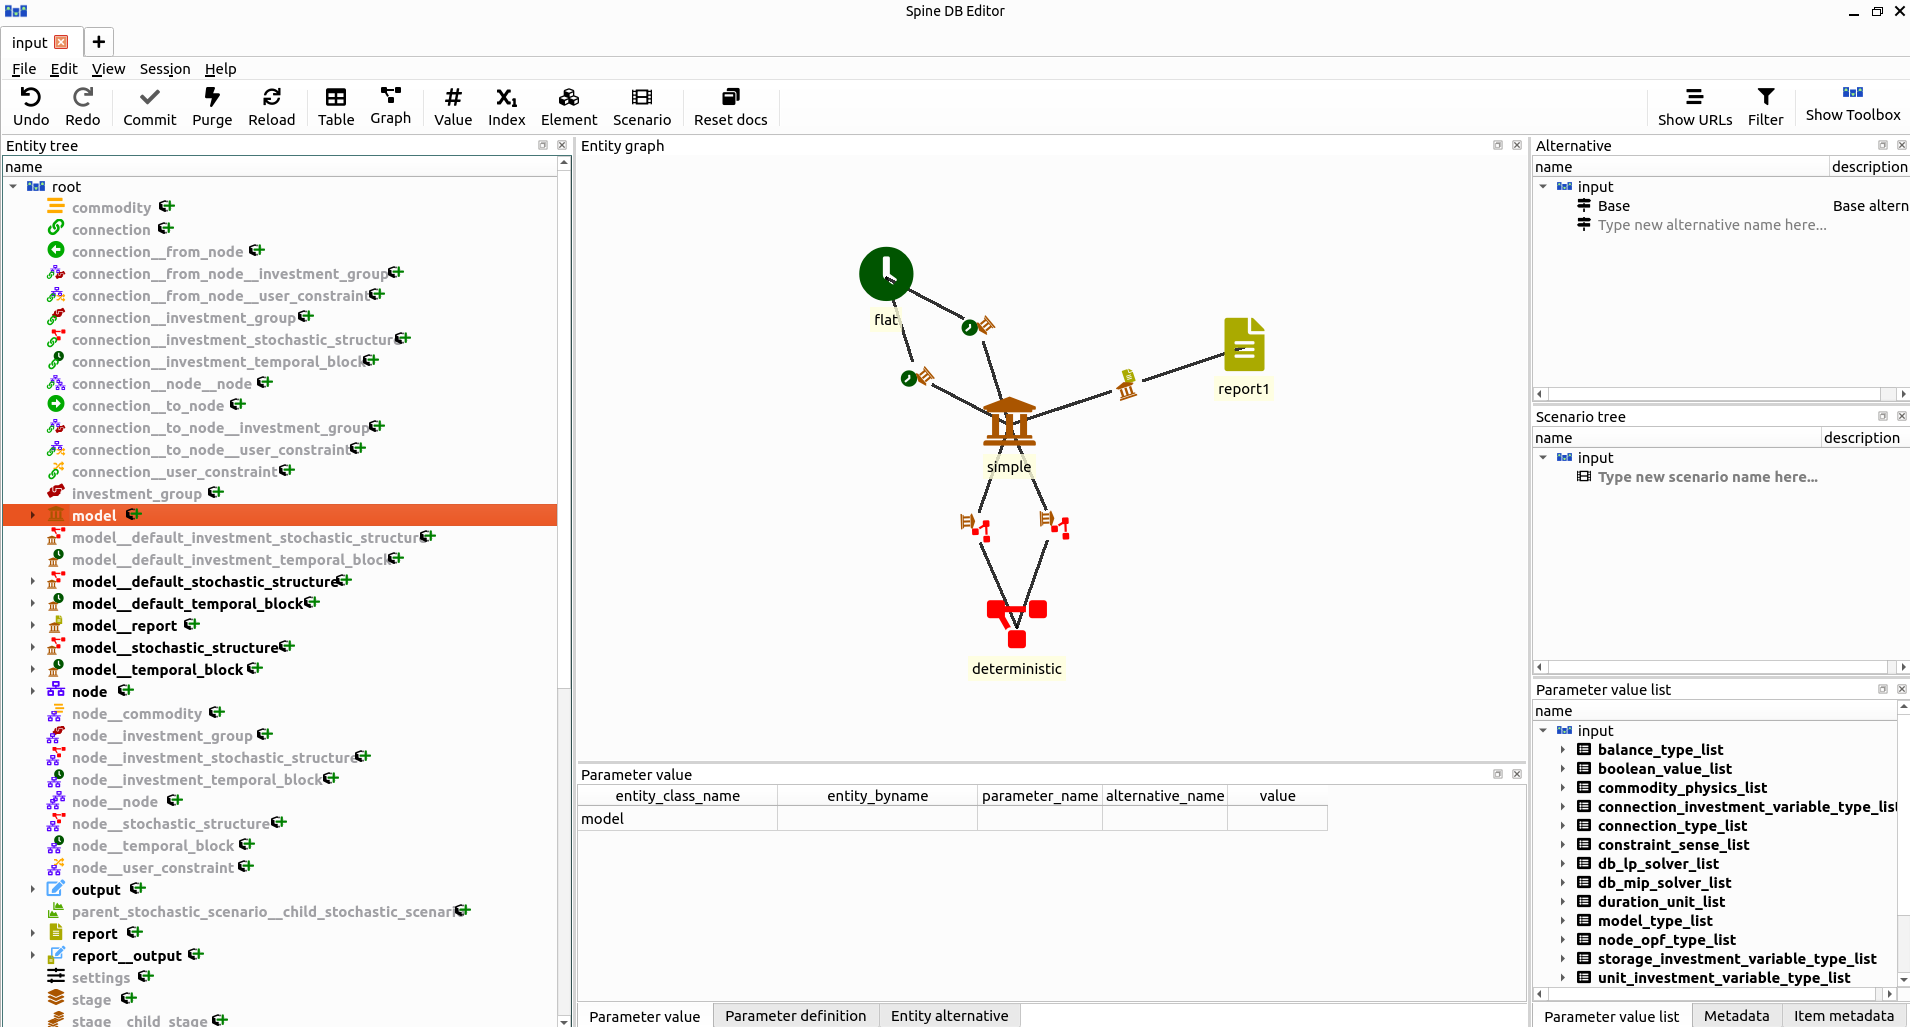 Spine DB Editor
input
File Edit View Session Help
Undo Redo Commit Purge Reload Table Graph Value Index Element Scenario Reset docs Show URLs Filter Show Toolbox
Entity tree
name
root
commodity
connection
connection__from_node
connection__from_node__investment_group
connection__from_node__user_constraint
connection__investment_group
connection__investment_stochastic_structure
connection__investment_temporal_block
connection__node__node
connection__to_node
connection__to_node__investment_group
connection__to_node__user_constraint
connection__user_constraint
investment_group
model
model__default_investment_stochastic_structur
model__default_investment_temporal_block
model__default_stochastic_structure
model__default_temporal_block
model__report
model__stochastic_structure
model__temporal_block
node
node__commodity
node__investment_group
node__investment_stochastic_structure
node__investment_temporal_block
node__node
node__stochastic_structure
node__temporal_block
node__user_constraint
output
parent_stochastic_scenario__child_stochastic_scenari
report
report__output
settings
stage
stage__child_stage
Entity graph
flat
report1
simple
deterministic
Parameter value
entity_class_name entity_byname parameter_name alternative_name value
model
Parameter value Parameter definition Entity alternative
Alternative
name description
input
Base Base altern
Type new alternative name here...
Scenario tree
name description
input
Type new scenario name here...
Parameter value list
name
input
balance_type_list
boolean_value_list
commodity_physics_list
connection_investment_variable_type_list
connection_type_list
constraint_sense_list
db_lp_solver_list
db_mip_solver_list
duration_unit_list
model_type_list
node_opf_type_list
storage_investment_variable_type_list
unit_investment_variable_type_list
Parameter value list Metadata Item metadata